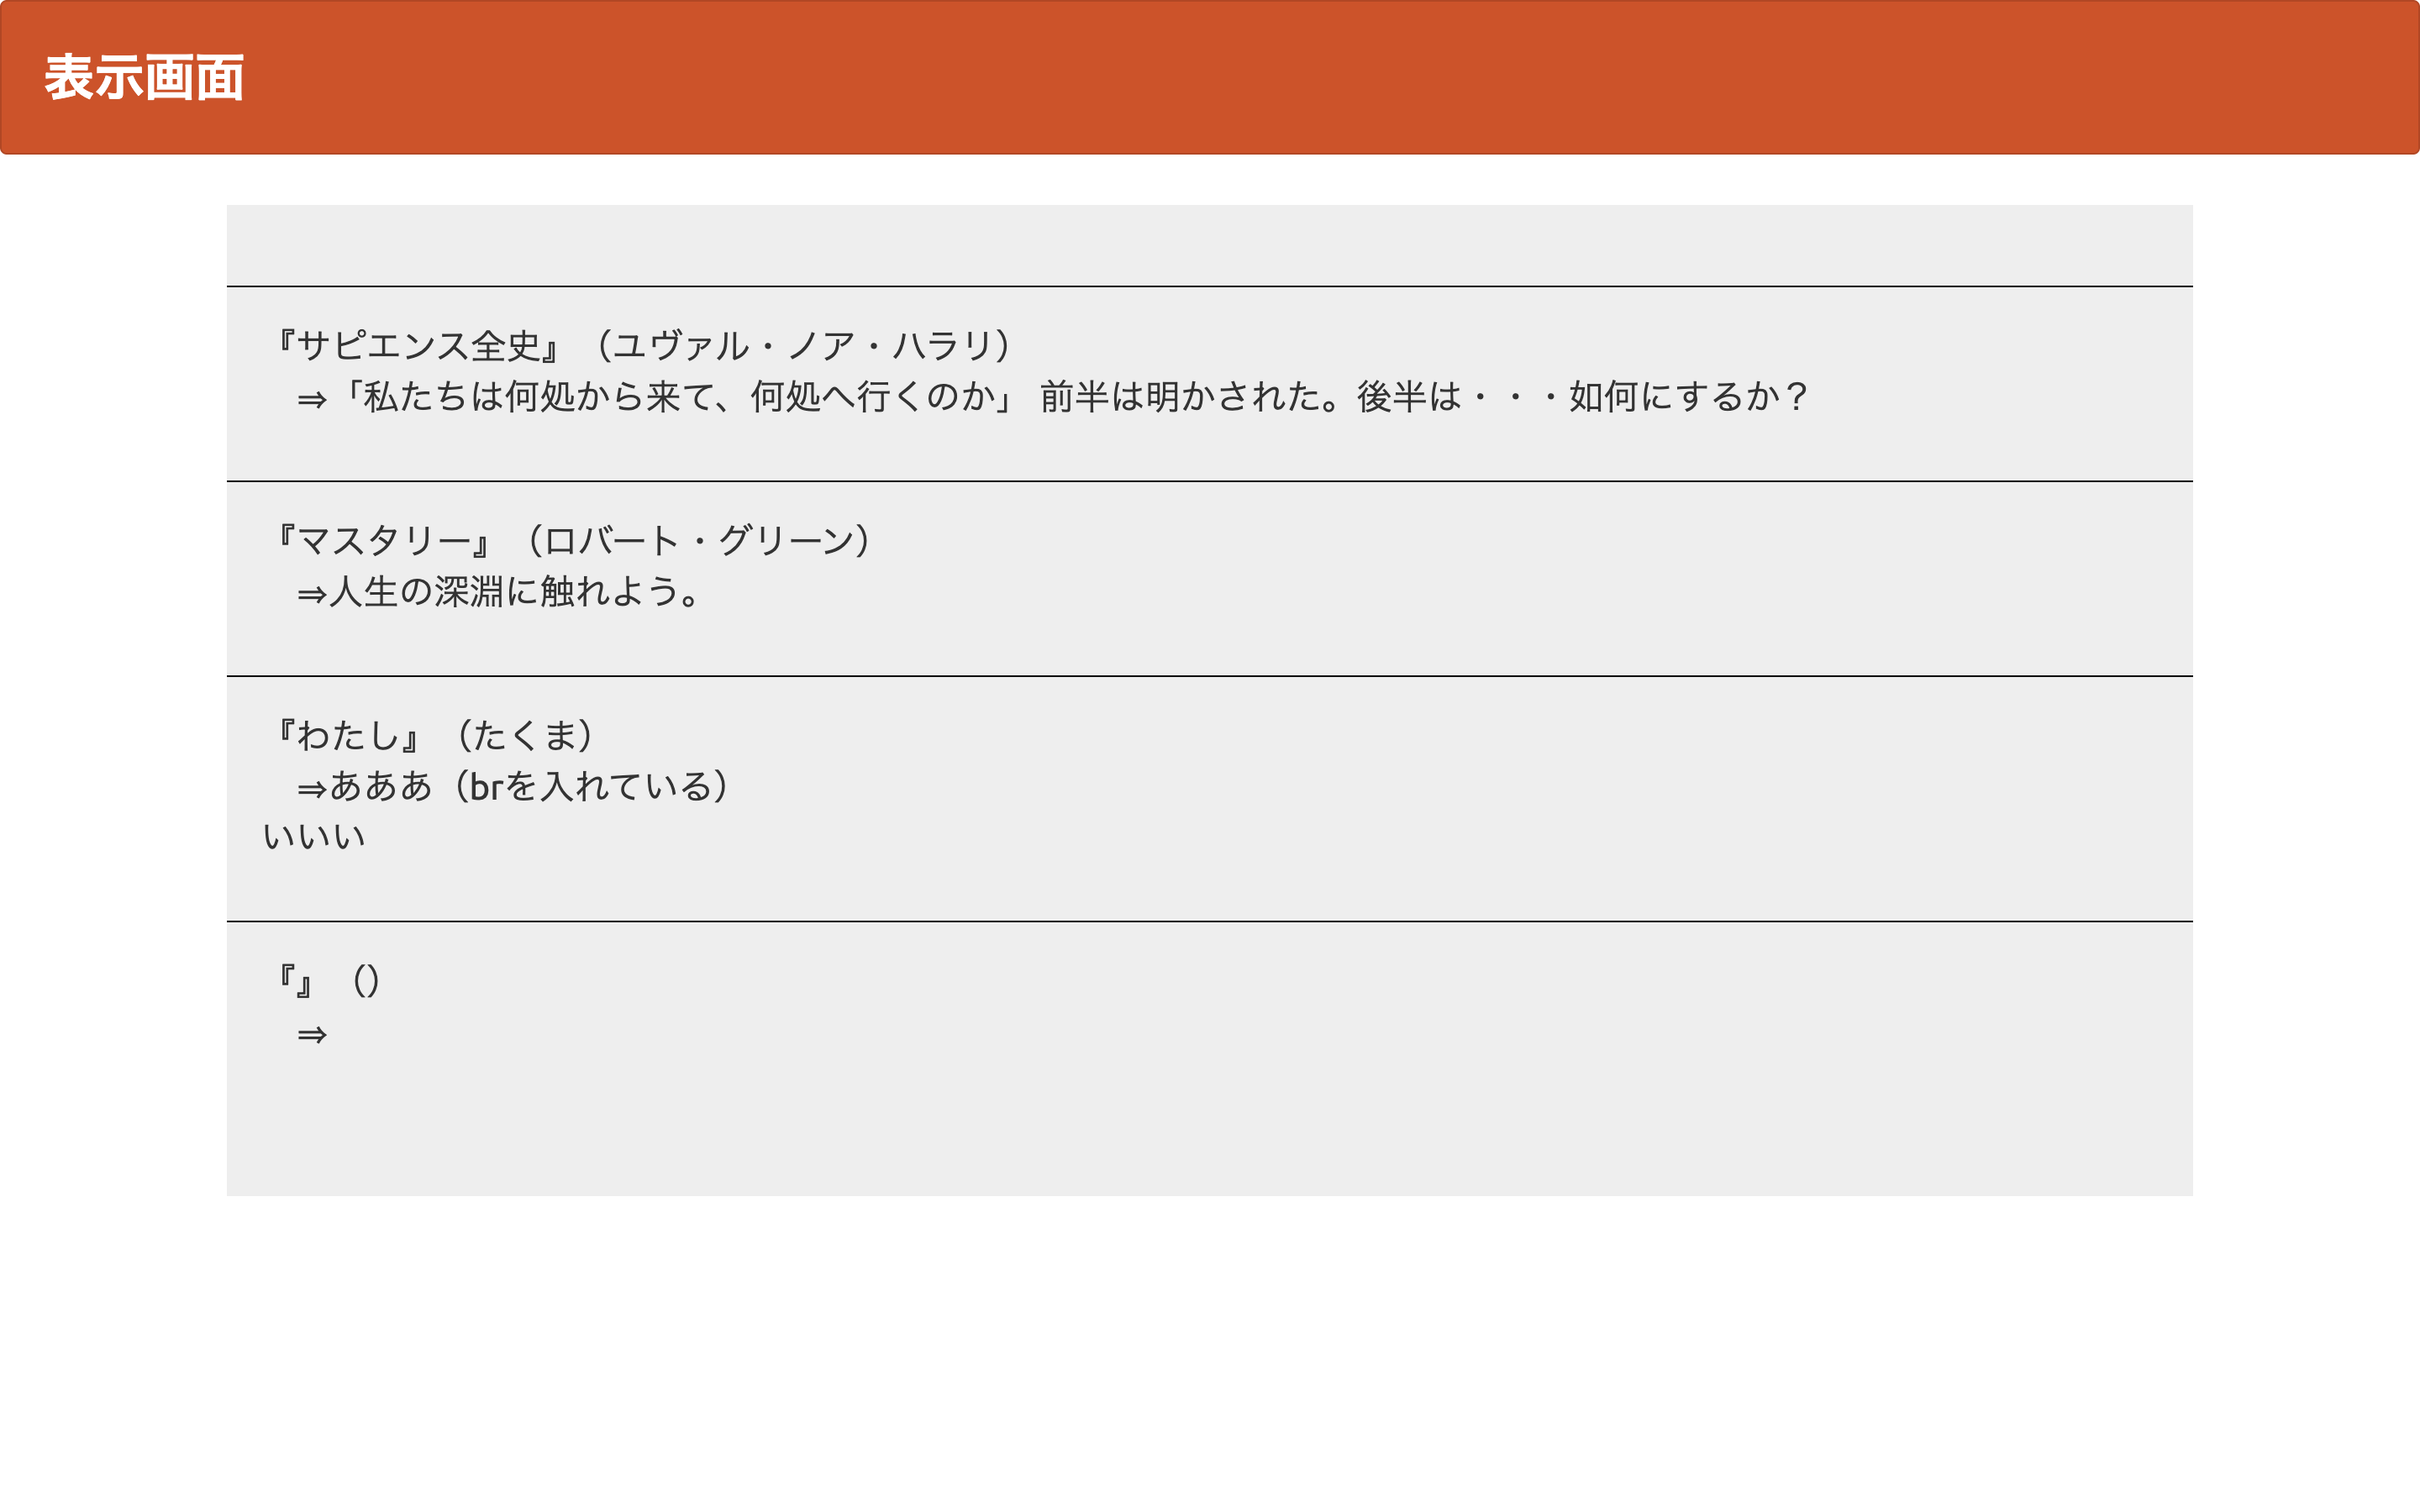 表示画面
『サピエンス全史』（ユヴァル・ノア・ハラリ）
⇒「私たちは何処から来て、何処へ行くのか」 前半は明かされた。後半は・・・如何にするか？
『マスタリー』（ロバート・グリーン）
⇒人生の深淵に触れよう。
『わたし』（たくま）
⇒あああ（brを入れている）
いいい
『』（）
⇒